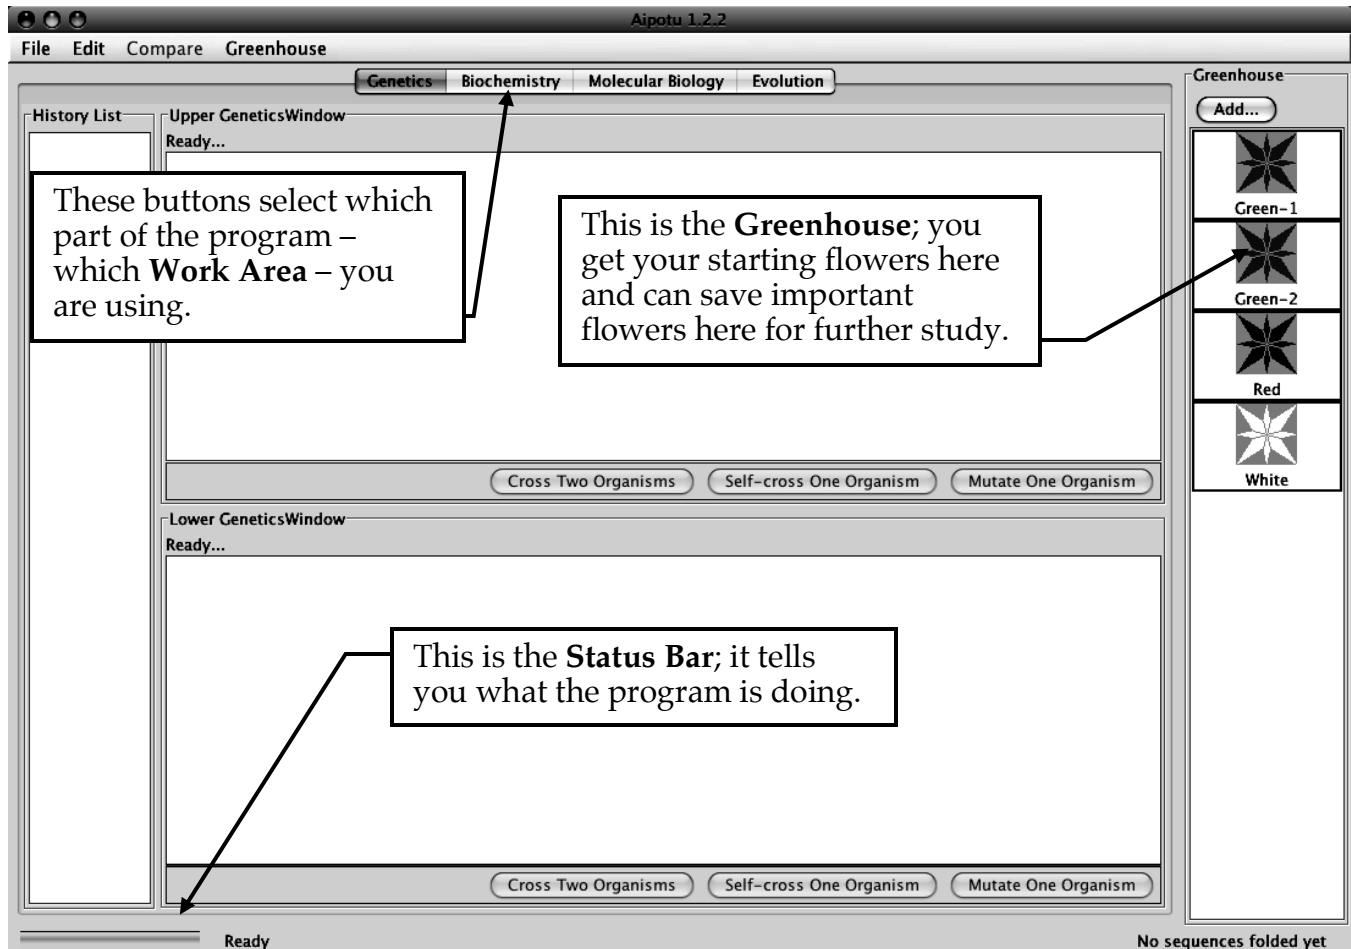 Aipotu 1.2.2
File Edit Compare Greenhouse
Genetics Biochemistry Molecular Biology Evolution
History List
Upper GeneticsWindow
Ready...
These buttons select which
part of the program –
which Work Area – you
are using.
This is the Greenhouse; you
get your starting flowers here
and can save important
flowers here for further study.
Cross Two Organisms Self-cross One Organism Mutate One Organism
Lower GeneticsWindow
Ready...
This is the Status Bar; it tells
you what the program is doing.
Cross Two Organisms Self-cross One Organism Mutate One Organism
Greenhouse
Add...
Green-1
Green-2
Red
White
Ready
No sequences folded yet